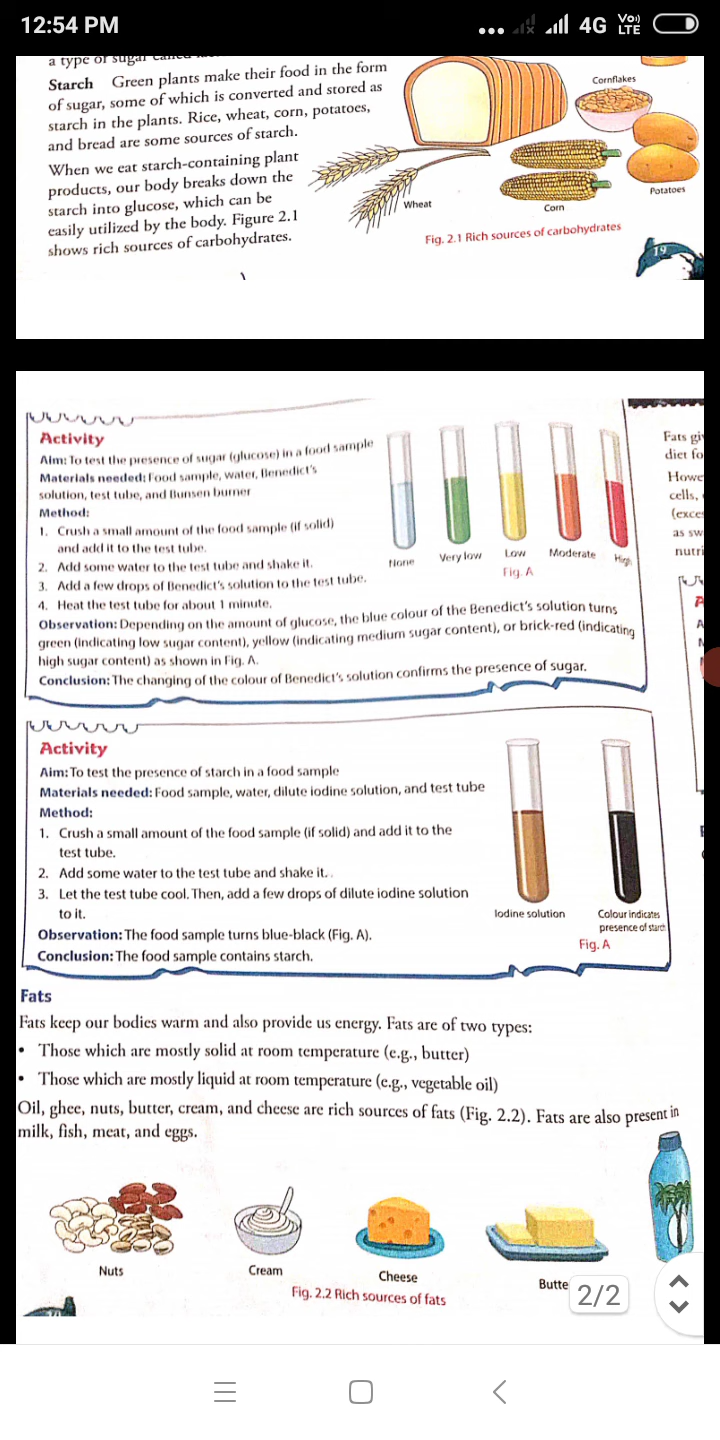 12:54 PM
4G VoLTE
a type of sugar called
Starch Green plants make their food in the form
of sugar, some of which is converted and stored as
starch in the plants. Rice, wheat, corn, potatoes,
and bread are some sources of starch.
When we eat starch-containing plant
products, our body breaks down the
starch into glucose, which can be
easily utilized by the body. Figure 2.1
shows rich sources of carbohydrates.
Cornflakes
Wheat
Corn
Potatoes
Fig. 2.1 Rich sources of carbohydrates
19
Activity
Aim: To test the presence of sugar (glucose) in a food sample
Materials needed: Food sample, water, Benedict's
solution, test tube, and Bunsen burner
Method:
1. Crush a small amount of the food sample (if solid)
and add it to the test tube.
2. Add some water to the test tube and shake it.
3. Add a few drops of Benedict's solution to the test tube.
4. Heat the test tube for about 1 minute.
Observation: Depending on the amount of glucose, the blue colour of the Benedict's solution turns
green (indicating low sugar content), yellow (indicating medium sugar content), or brick-red (indicating
high sugar content) as shown in Fig. A.
Conclusion: The changing of the colour of Benedict's solution confirms the presence of sugar.
None
Very low
Low
Moderate
High
Fig. A
Fats gi
diet fo
Howe
cells,
(exce
as sw
nutri
Activity
Aim: To test the presence of starch in a food sample
Materials needed: Food sample, water, dilute iodine solution, and test tube
Method:
1. Crush a small amount of the food sample (if solid) and add it to the
test tube.
2. Add some water to the test tube and shake it.
3. Let the test tube cool. Then, add a few drops of dilute iodine solution
to it.
Observation: The food sample turns blue-black (Fig. A).
Conclusion: The food sample contains starch.
Iodine solution
Colour indicates
presence of starch
Fig. A
Fats
Fats keep our bodies warm and also provide us energy. Fats are of two types:
• Those which are mostly solid at room temperature (e.g., butter)
• Those which are mostly liquid at room temperature (e.g., vegetable oil)
Oil, ghee, nuts, butter, cream, and cheese are rich sources of fats (Fig. 2.2). Fats are also present in
milk, fish, meat, and eggs.
Nuts
Cream
Cheese
Butte
Fig. 2.2 Rich sources of fats
2/2